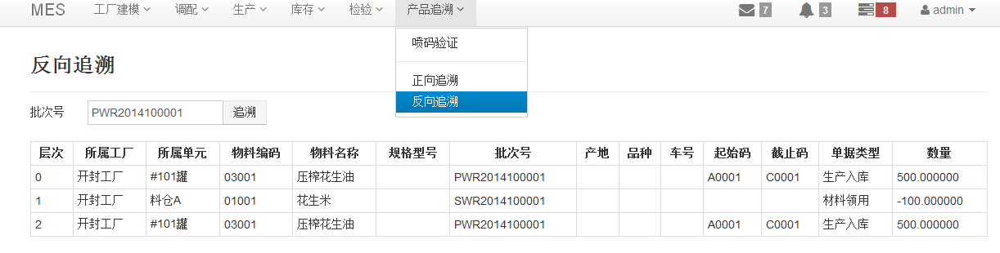 MES 工厂建模 调配 生产 库存 检验 产品追溯 7 3 8 admin
喷码验证
正向追溯
反向追溯
反向追溯
批次号 PWR2014100001 追溯
层次 所属工厂 所属单元 物料编码 物料名称 规格型号 批次号 产地 品种 车号 起始码 截止码 单据类型 数量
0 开封工厂 #101罐 03001 压榨花生油 PWR2014100001 A0001 C0001 生产入库 500.000000
1 开封工厂 料仓A 01001 花生米 SWR2014100001 材料领用 -100.000000
2 开封工厂 #101罐 03001 压榨花生油 PWR2014100001 A0001 C0001 生产入库 500.000000